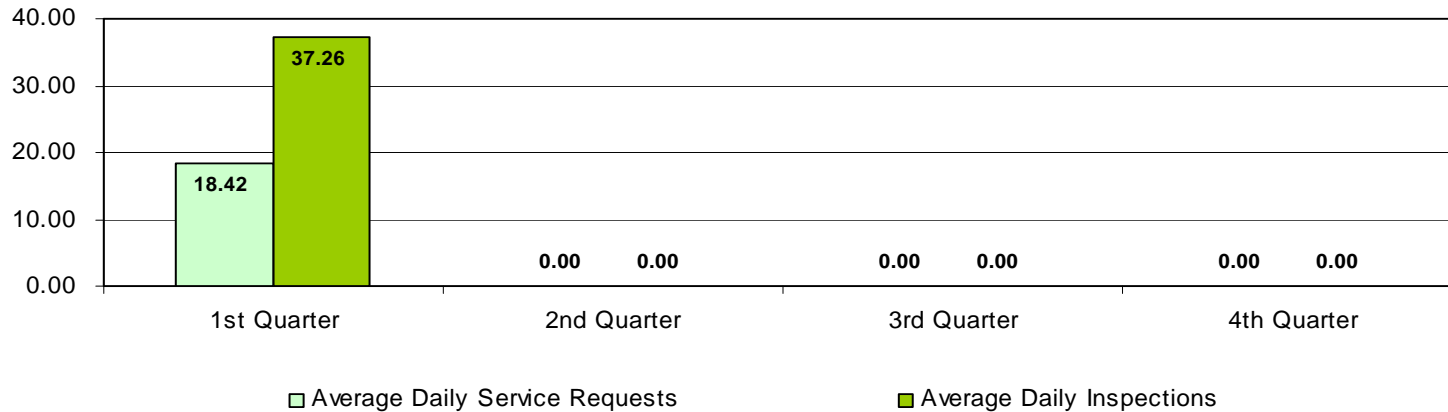 40.00
30.00
20.00
10.00
0.00
37.26
18.42
0.00 0.00 0.00 0.00 0.00 0.00
1st Quarter 2nd Quarter 3rd Quarter 4th Quarter
Average Daily Service Requests Average Daily Inspections